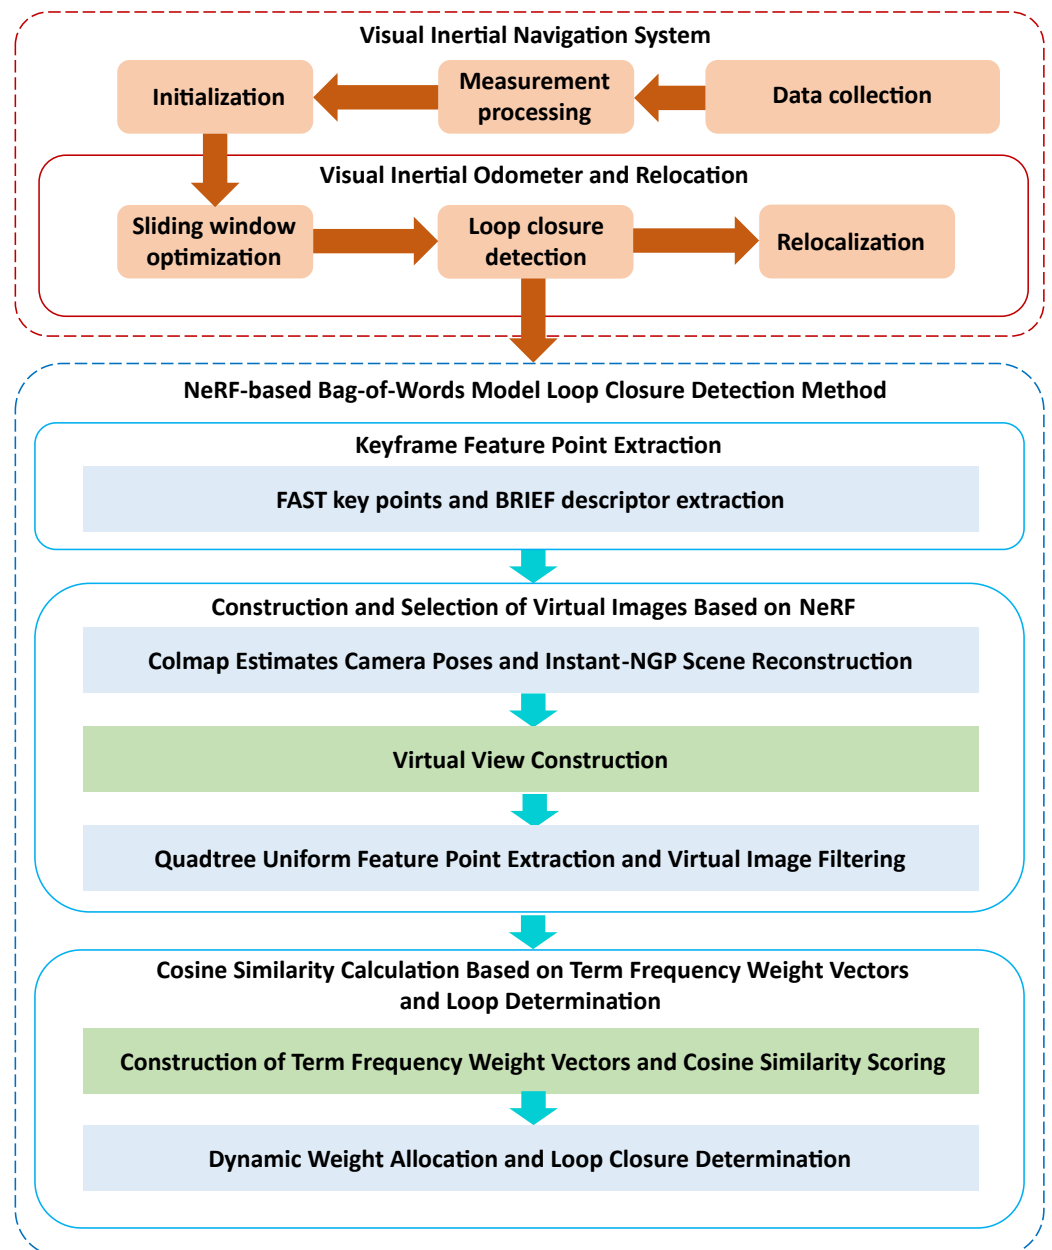 Visual Inertial Navigation System
Initialization
Measurement
processing
Data collection
Visual Inertial Odometer and Relocation
Sliding window
optimization
Loop closure
detection
Relocalization
NeRF-based Bag-of-Words Model Loop Closure Detection Method
Keyframe Feature Point Extraction
FAST key points and BRIEF descriptor extraction
Construction and Selection of Virtual Images Based on NeRF
Colmap Estimates Camera Poses and Instant-NGP Scene Reconstruction
Virtual View Construction
Quadtree Uniform Feature Point Extraction and Virtual Image Filtering
Cosine Similarity Calculation Based on Term Frequency Weight Vectors
and Loop Determination
Construction of Term Frequency Weight Vectors and Cosine Similarity Scoring
Dynamic Weight Allocation and Loop Closure Determination